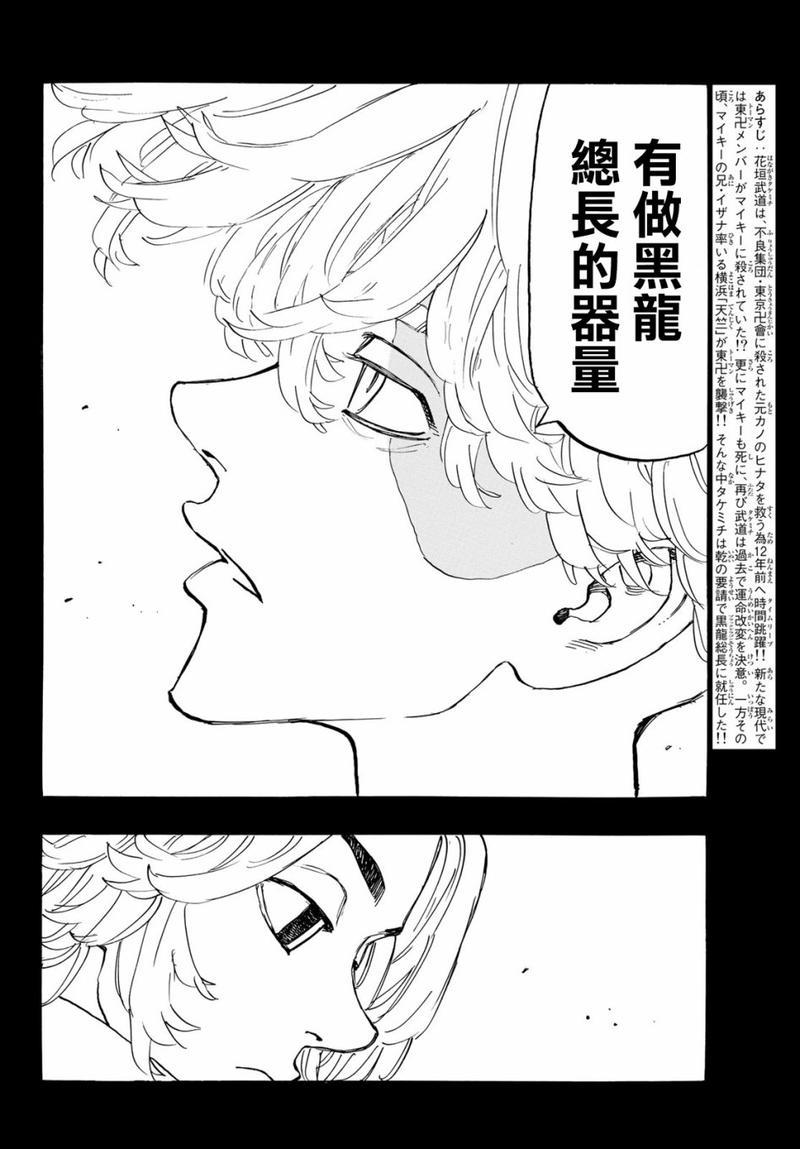 あらすじ：花垣武道は、不良集団・東京卍會に殺された元カノのヒナタを救う為12年前へ時間跳躍!! 新たな現代で
は東卍メンバーがマイキーに殺されていた!? 更にマイキーも死に、再び武道は過去で運命改変を決意。一方その
頃、マイキーの兄・イザナ率いる横浜「天竺」が東卍を襲撃!! そんな中タケミチは乾の要請で黒龍総長に就任した!!
有做黑龍
總長的器量